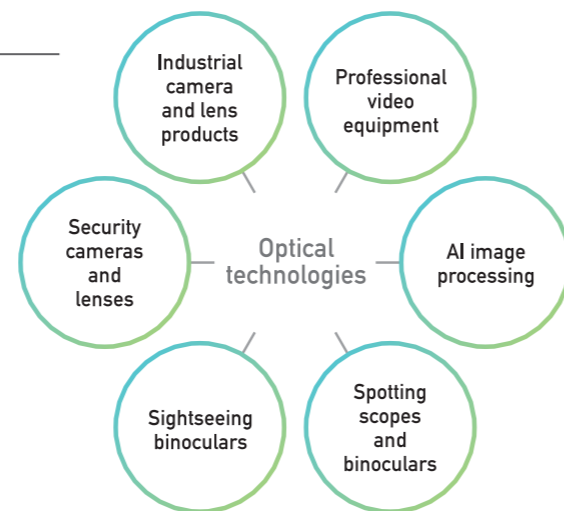 Industrial
camera
and lens
products
Professional
video
equipment
Security
cameras
and
lenses
Optical
technologies
AI image
processing
Sightseeing
binoculars
Spotting
scopes
and
binoculars